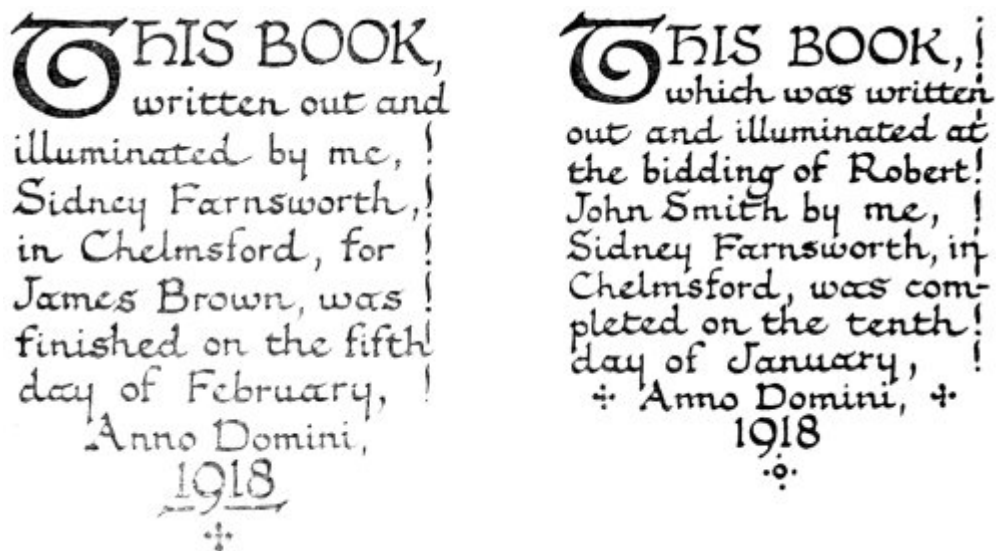 THIS BOOK,
written out and
illuminated by me,
Sidney Farnsworth,
in Chelmsford, for
James Brown, was
finished on the fifth
day of February,
Anno Domini,
1918
THIS BOOK,
which was written
out and illuminated at
the bidding of Robert
John Smith by me,
Sidney Farnsworth, in
Chelmsford, was com-
pleted on the tenth
day of January,
Anno Domini,
1918